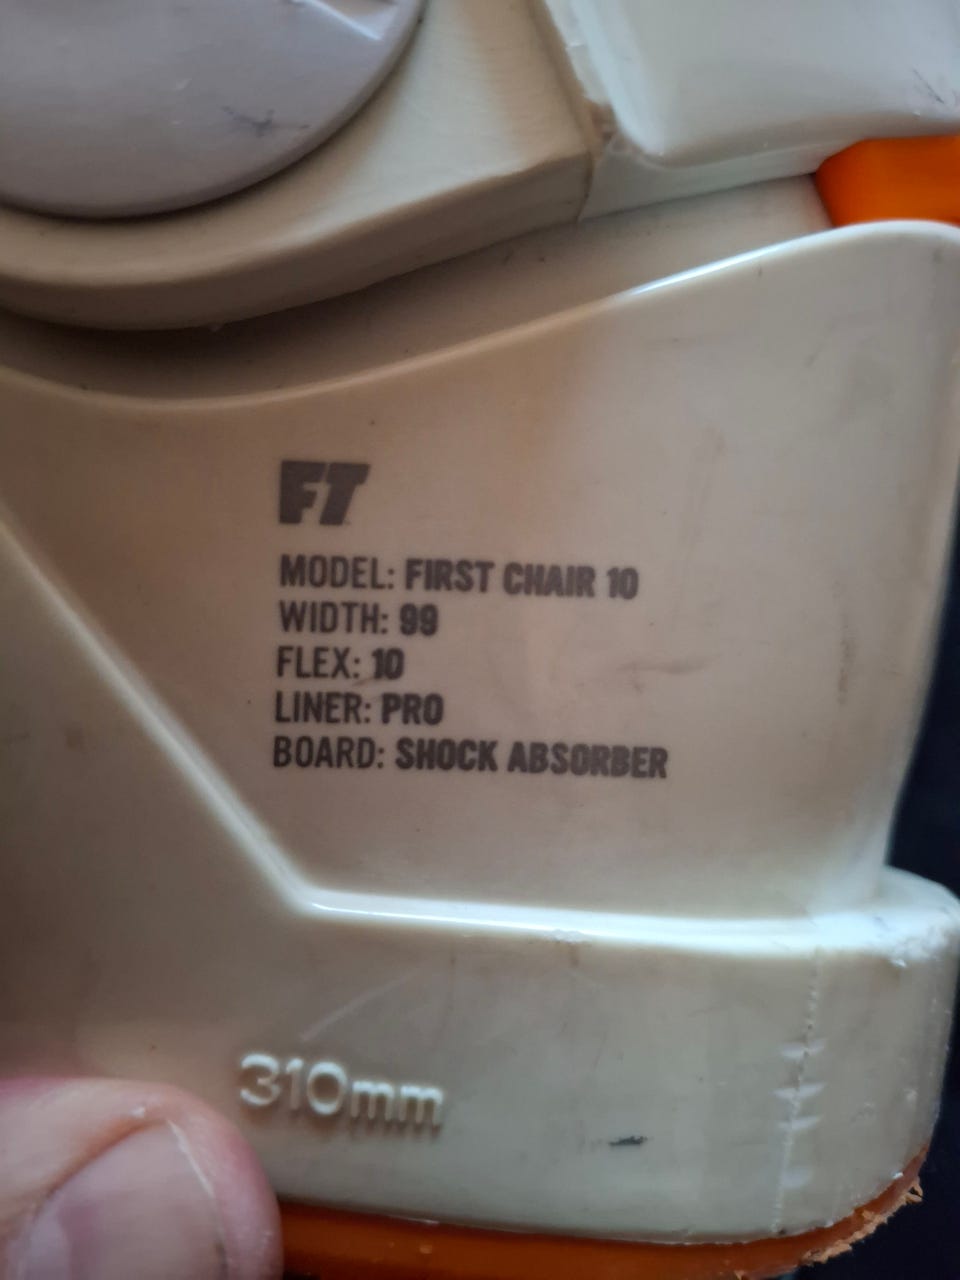 FT
MODEL: FIRST CHAIR 10
WIDTH: 99
FLEX: 10
LINER: PRO
BOARD: SHOCK ABSORBER
310mm